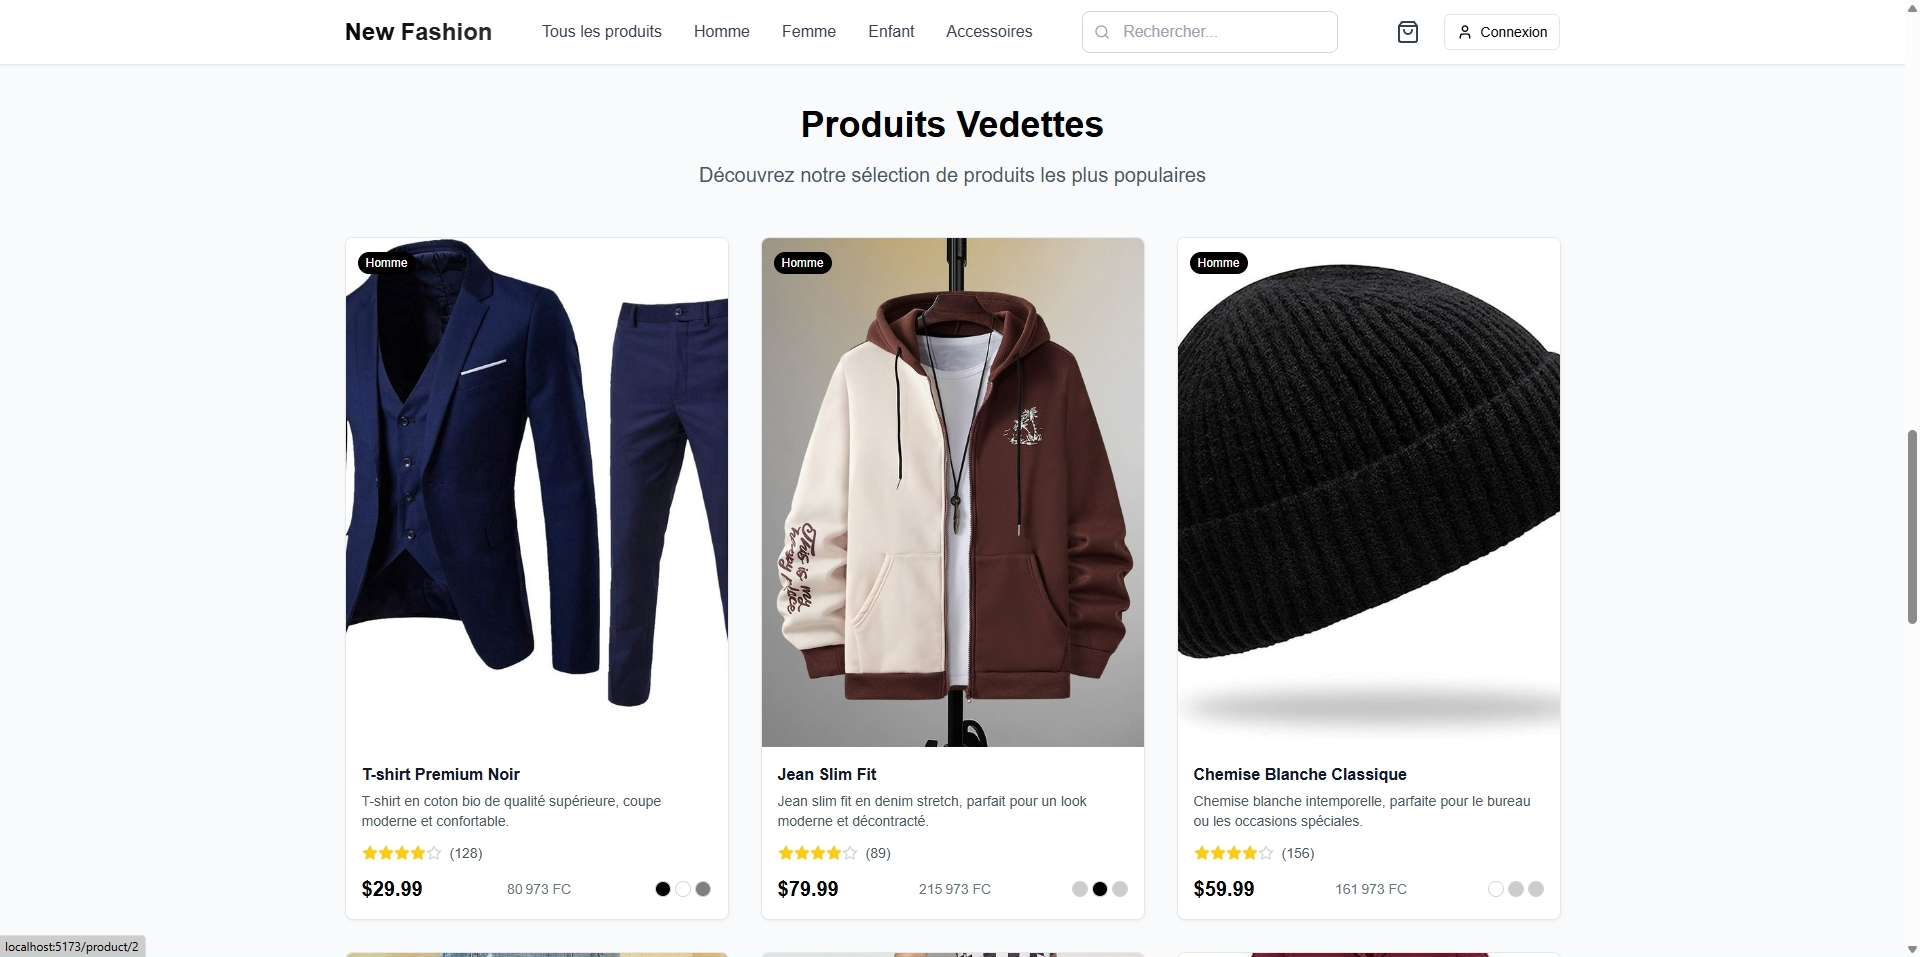 New Fashion
Tous les produits
Homme
Femme
Enfant
Accessoires
Rechercher...
Connexion
Produits Vedettes
Découvrez notre sélection de produits les plus populaires
Homme
T-shirt Premium Noir
T-shirt en coton bio de qualité supérieure, coupe
moderne et confortable.
(128)
$29.99
80 973 FC
Homme
This is my
happy place
Jean Slim Fit
Jean slim fit en denim stretch, parfait pour un look
moderne et décontracté.
(89)
$79.99
215 973 FC
Homme
Chemise Blanche Classique
Chemise blanche intemporelle, parfaite pour le bureau
ou les occasions spéciales.
(156)
$59.99
161 973 FC
localhost:5173/product/2